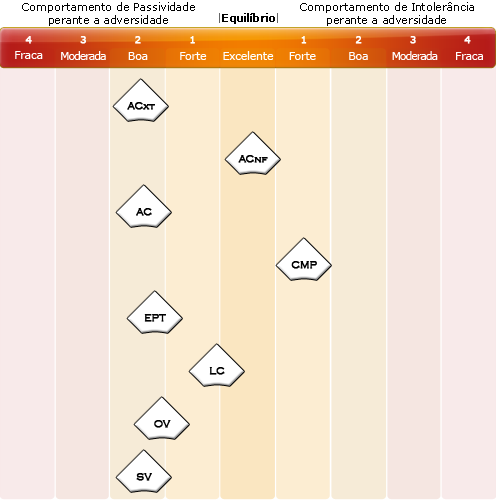 Comportamento de Passividade
perante a adversidade
|Equilíbrio|
Comportamento de Intolerância
perante a adversidade
4 3 2 1 1 2 3 4
Fraca Moderada Boa Forte Excelente Forte Boa Moderada Fraca
ACXT
ACNF
AC
CMP
EPT
LC
OV
SV